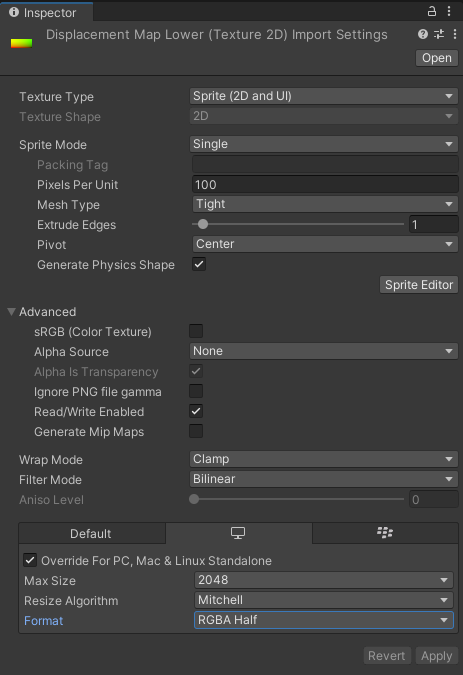 Inspector
Displacement Map Lower (Texture 2D) Import Settings
Open
Texture Type Sprite (2D and UI)
Texture Shape 2D
Sprite Mode Single
Packing Tag
Pixels Per Unit 100
Mesh Type Tight
Extrude Edges 1
Pivot Center
Generate Physics Shape
Sprite Editor
Advanced
sRGB (Color Texture)
Alpha Source None
Alpha Is Transparency
Ignore PNG file gamma
Read/Write Enabled
Generate Mip Maps
Wrap Mode Clamp
Filter Mode Bilinear
Aniso Level 0
Default
Override For PC, Mac & Linux Standalone
Max Size 2048
Resize Algorithm Mitchell
Format RGBA Half
Revert Apply